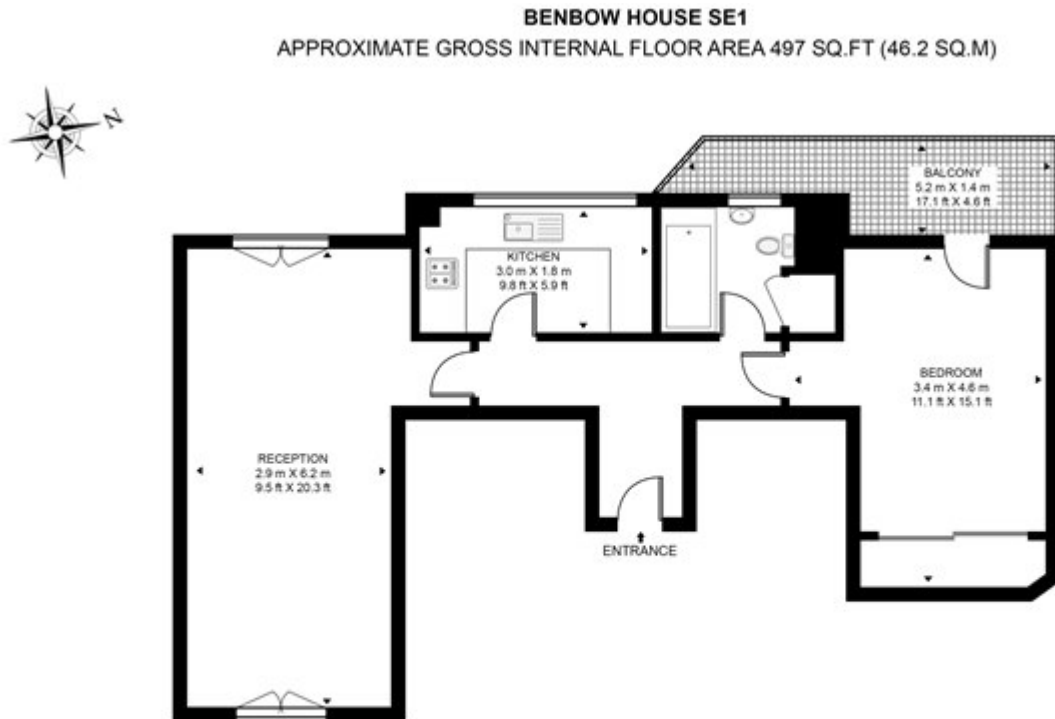 BENBOW HOUSE SE1
APPROXIMATE GROSS INTERNAL FLOOR AREA 497 SQ.FT (46.2 SQ.M)
N
BALCONY
5.2 m X 1.4 m
17.1 ft X 4.6 ft
KITCHEN
3.0 m X 1.8 m
9.8 ft X 5.9 ft
BEDROOM
3.4 m X 4.6 m
11.1 ft X 15.1 ft
RECEPTION
2.9 m X 6.2 m
9.5 ft X 20.3 ft
ENTRANCE